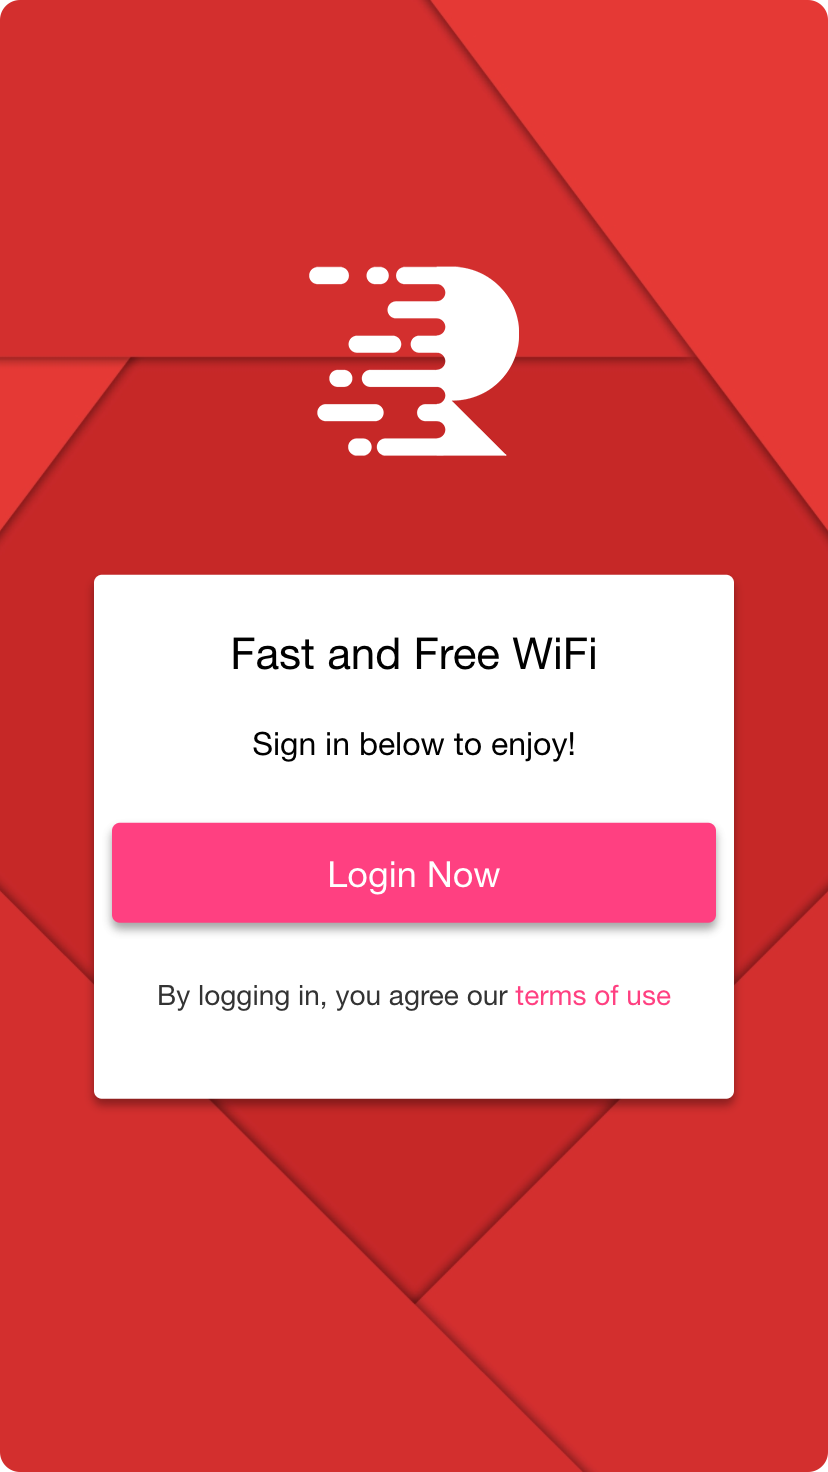 Fast and Free WiFi
Sign in below to enjoy!
Login Now
By logging in, you agree our terms of use